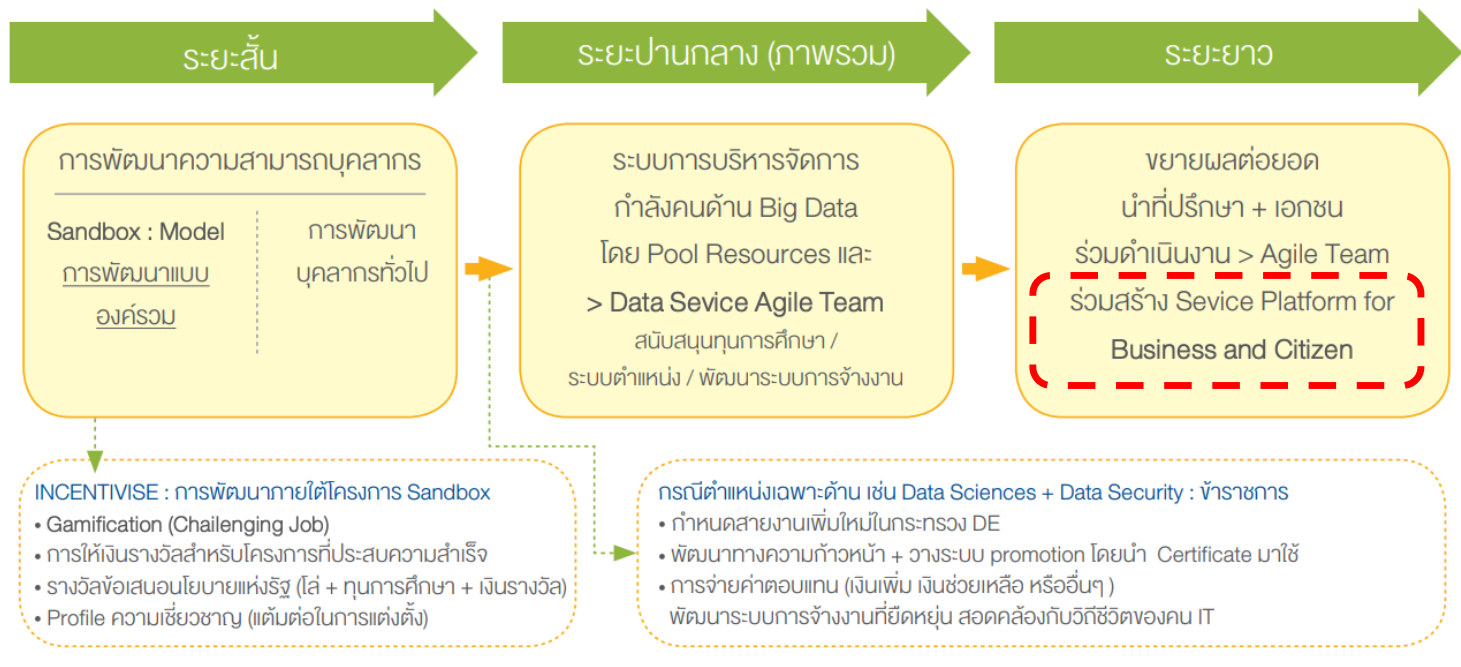 ระยะสั้น
ระยะปานกลาง (ภาพรวม)
ระยะยาว
การพัฒนาความสามารถบุคลากร
Sandbox : Model
การพัฒนาแบบ
องค์รวม
การพัฒนา
บุคลากรทั่วไป
ระบบการบริหารจัดการ
กำลังคนด้าน Big Data
โดย Pool Resources และ
> Data Sevice Agile Team
สนับสนุนทุนการศึกษา /
ระบบตำแหน่ง / พัฒนาระบบการจ้างงาน
ขยายผลต่อยอด
นำที่ปรึกษา + เอกชน
ร่วมดำเนินงาน > Agile Team
ร่วมสร้าง Sevice Platform for
Business and Citizen
INCENTIVISE : การพัฒนาภายใต้โครงการ Sandbox
• Gamification (Chailenging Job)
• การให้เงินรางวัลสำหรับโครงการที่ประสบความสำเร็จ
• รางวัลข้อเสนอนโยบายแห่งรัฐ (โล่ + ทุนการศึกษา + เงินรางวัล)
• Profile ความเชี่ยวชาญ (แต้มต่อในการแต่งตั้ง)
กรณีตำแหน่งเฉพาะด้าน เช่น Data Sciences + Data Security : ข้าราชการ
• กำหนดสายงานเพิ่มใหม่ในกระทรวง DE
• พัฒนาทางความก้าวหน้า + วางระบบ promotion โดยนำ Certificate มาใช้
• การจ่ายค่าตอบแทน (เงินเพิ่ม เงินช่วยเหลือ หรืออื่นๆ )
พัฒนาระบบการจ้างงานที่ยืดหยุ่น สอดคล้องกับวิถีชีวิตของคน IT